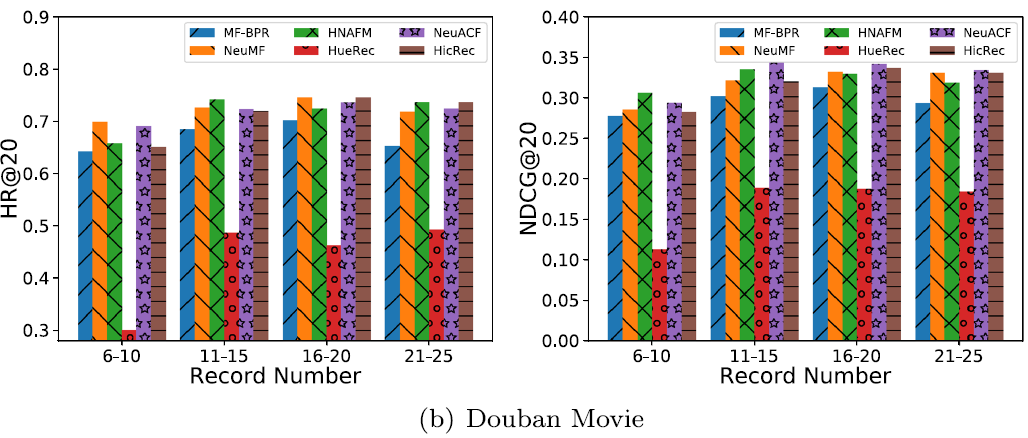 MF-BPR HNAFM NeuACF
NeuMF HueRec HicRec
HR@20
0.9
0.8
0.7
0.6
0.5
0.4
0.3
6-10 11-15 16-20 21-25
Record Number
MF-BPR HNAFM NeuACF
NeuMF HueRec HicRec
NDCG@20
0.40
0.35
0.30
0.25
0.20
0.15
0.10
0.05
0.00
6-10 11-15 16-20 21-25
Record Number
(b) Douban Movie